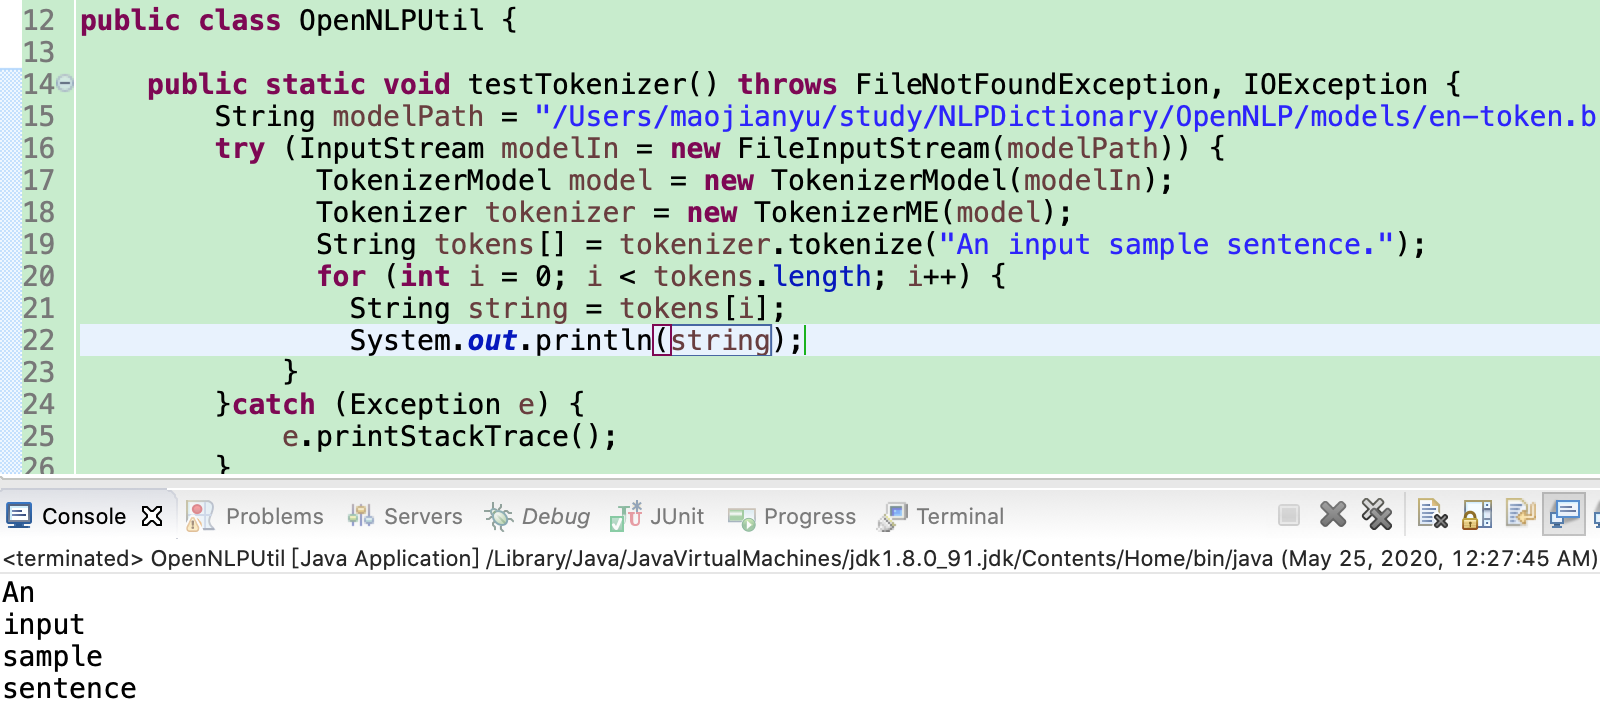 12 public class OpenNLPUtil {
13
14 public static void testTokenizer() throws FileNotFoundException, IOException {
15 String modelPath = "/Users/maojianyu/study/NLPDictionary/OpenNLP/models/en-token.b
16 try (InputStream modelIn = new FileInputStream(modelPath)) {
17 TokenizerModel model = new TokenizerModel(modelIn);
18 Tokenizer tokenizer = new TokenizerME(model);
19 String tokens[] = tokenizer.tokenize("An input sample sentence.");
20 for (int i = 0; i < tokens.length; i++) {
21 String string = tokens[i];
22 System.out.println(string);
23 }
24 }catch (Exception e) {
25 e.printStackTrace();
26 }
Console Problems Servers Debug JUnit Progress Terminal
<terminated> OpenNLPUtil [Java Application] /Library/Java/JavaVirtualMachines/jdk1.8.0_91.jdk/Contents/Home/bin/java (May 25, 2020, 12:27:45 AM)
An
input
sample
sentence